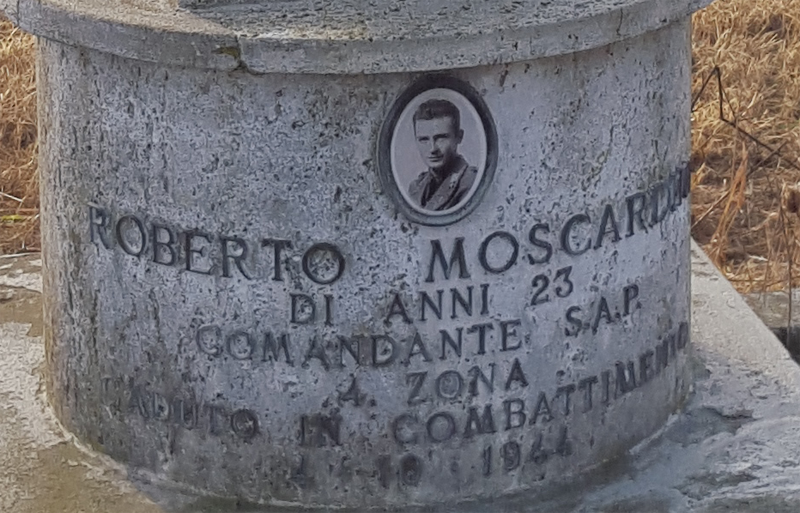 ROBERTO MOSCARDINI
DI ANNI 23
COMANDANTE S.A.P.
4. ZONA
CADUTO IN COMBATTIMENTO
10 1944